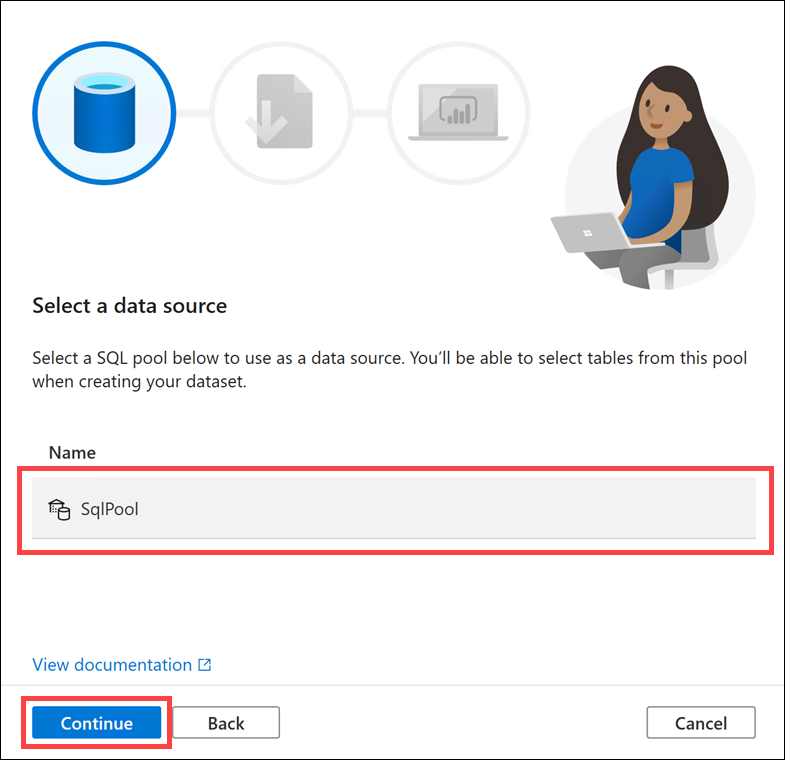 Select a data source
Select a SQL pool below to use as a data source. You’ll be able to select tables from this pool
when creating your dataset.
Name
SqlPool
View documentation
Continue
Back
Cancel